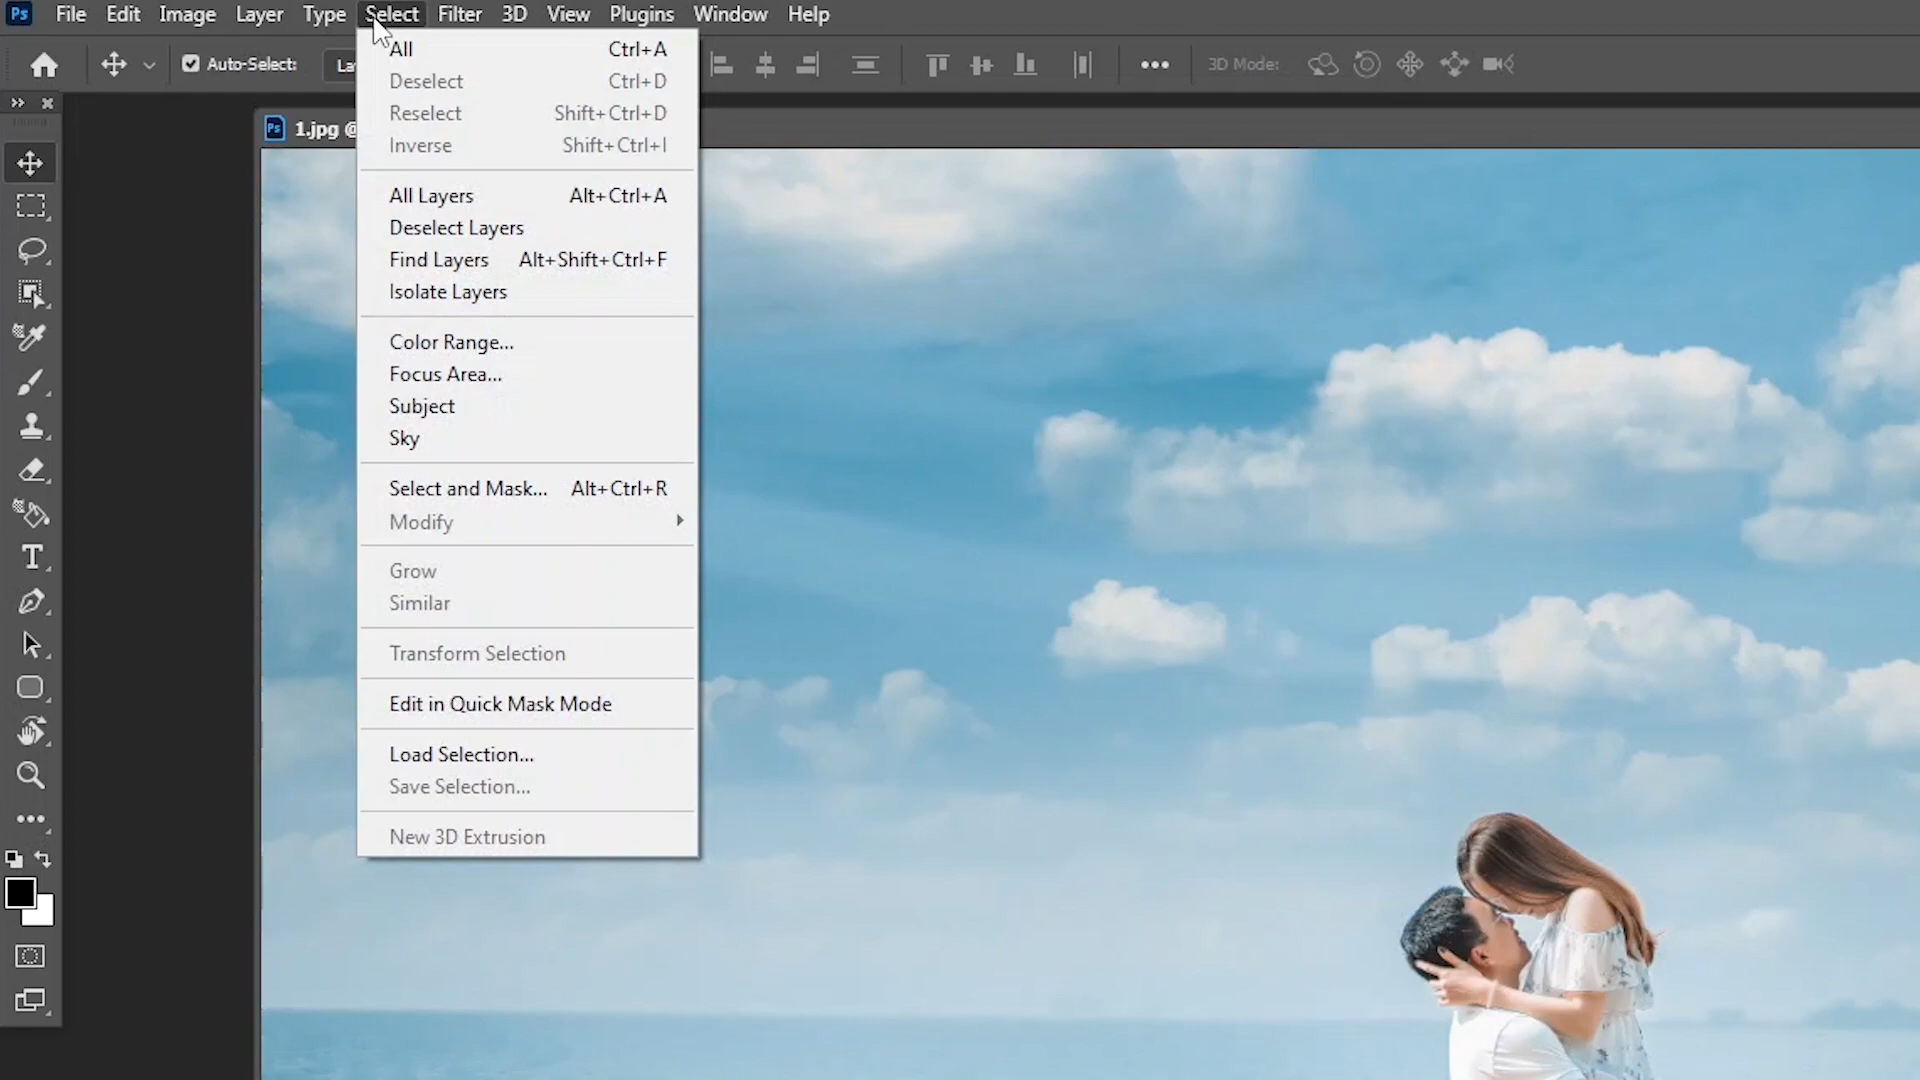 Ps File Edit Image Layer Type Select Filter 3D View Plugins Window Help
Auto-Select: 3D Mode:
Ps 1.jpg @
All Ctrl+A
Deselect Ctrl+D
Reselect Shift+Ctrl+D
Inverse Shift+Ctrl+I
All Layers Alt+Ctrl+A
Deselect Layers
Find Layers Alt+Shift+Ctrl+F
Isolate Layers
Color Range...
Focus Area...
Subject
Sky
Select and Mask... Alt+Ctrl+R
Modify
Grow
Similar
Transform Selection
Edit in Quick Mask Mode
Load Selection...
Save Selection...
New 3D Extrusion